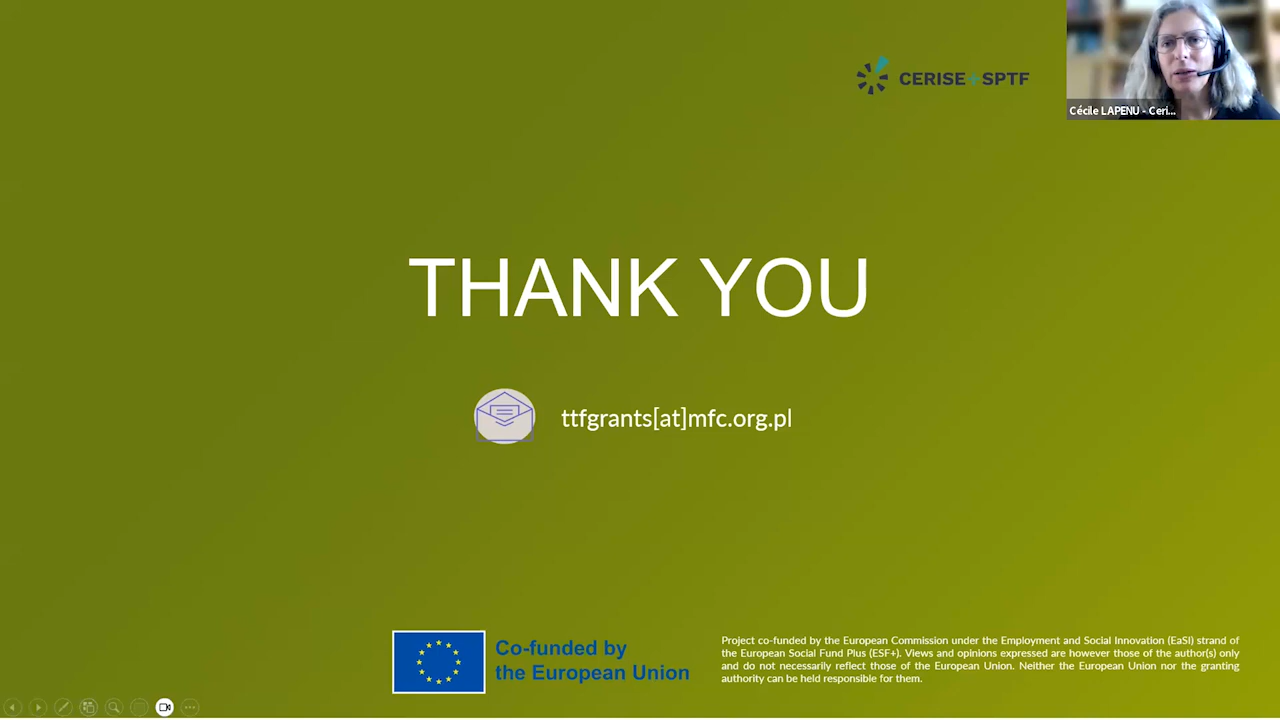 CERISE+SPTF
Cécile LAPENU - Ceri...
THANK YOU
ttfgrants[at]mfc.org.pl
Co-funded by
the European Union
Project co-funded by the European Commission under the Employment and Social Innovation (EaSI) strand of
the European Social Fund Plus (ESF+). Views and opinions expressed are however those of the author(s) only
and do not necessarily reflect those of the European Union. Neither the European Union nor the granting
authority can be held responsible for them.